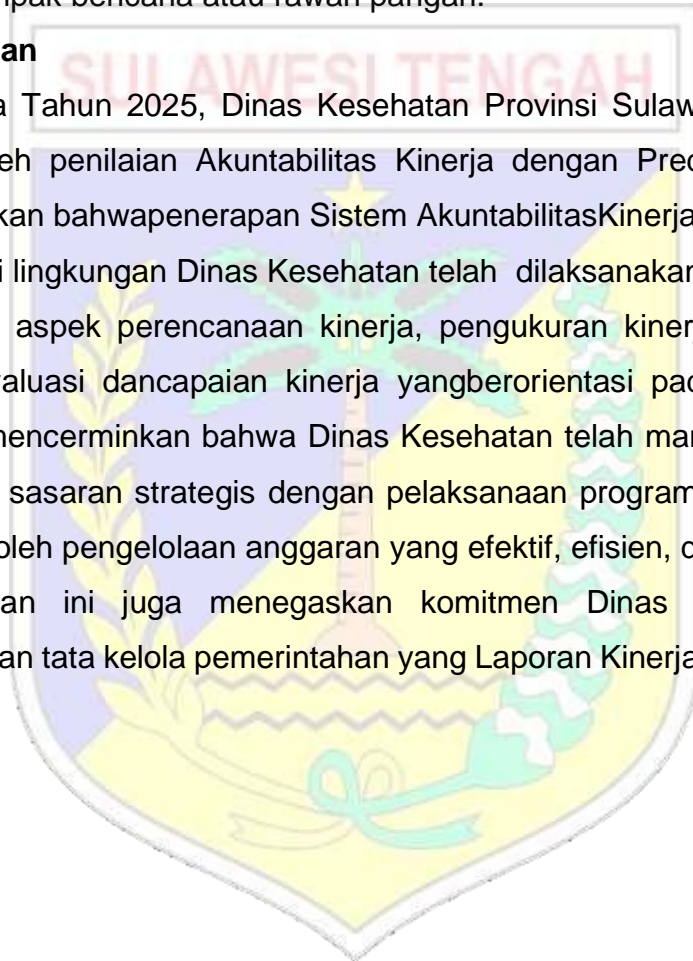 mpak bencana atau rawan pangan.
an
SULAWESI TENGAH
a Tahun 2025, Dinas Kesehatan Provinsi Sulaw
eh penilaian Akuntabilitas Kinerja dengan Pred
kan bahwapenerapan Sistem AkuntabilitasKinerja
i lingkungan Dinas Kesehatan telah dilaksanakan
aspek perencanaan kinerja, pengukuran kinerj
valuasi dancapaian kinerja yangberorientasi pad
mencerminkan bahwa Dinas Kesehatan telah mam
sasaran strategis dengan pelaksanaan program
oleh pengelolaan anggaran yang efektif, efisien, d
an ini juga menegaskan komitmen Dinas
an tata kelola pemerintahan yang Laporan Kinerja